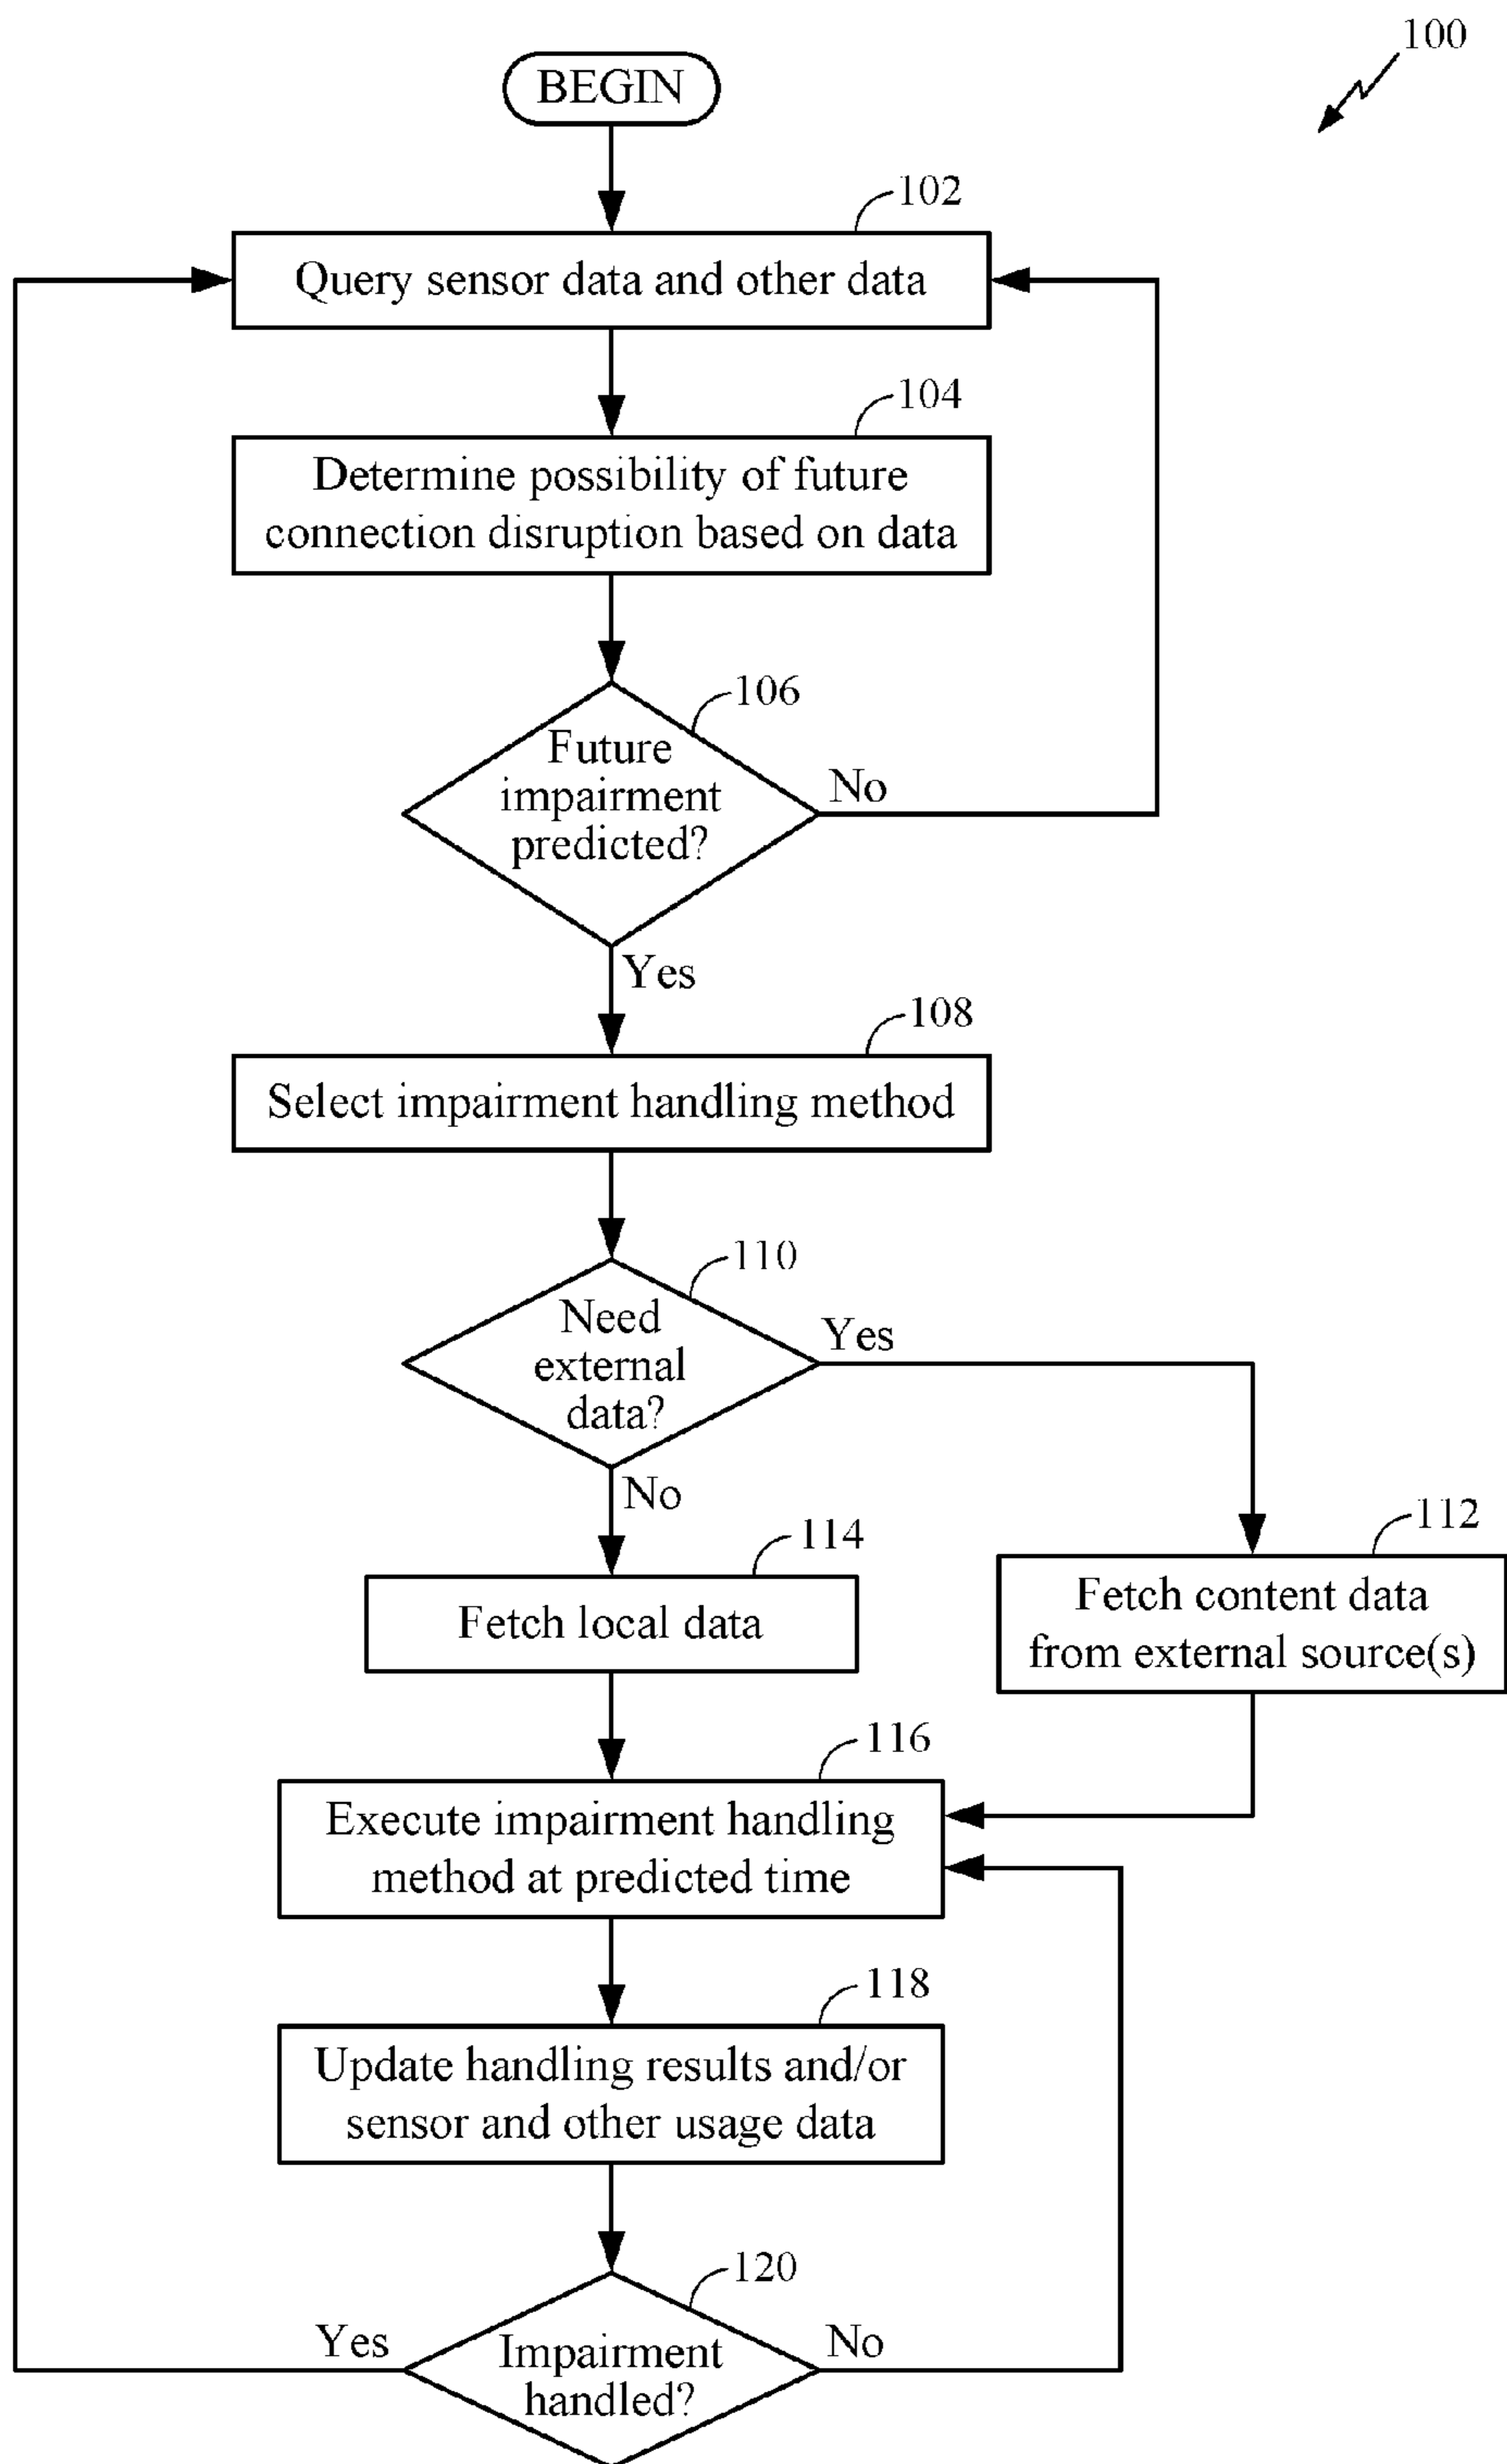 100
BEGIN
102
Query sensor data and other data
104
Determine possibility of future
connection disruption based on data
106
Future
impairment
predicted?
No
Yes
108
Select impairment handling method
110
Need
external
data?
Yes
No
114
Fetch local data
112
Fetch content data
from external source(s)
116
Execute impairment handling
method at predicted time
118
Update handling results and/or
sensor and other usage data
120
Yes
Impairment
handled?
No